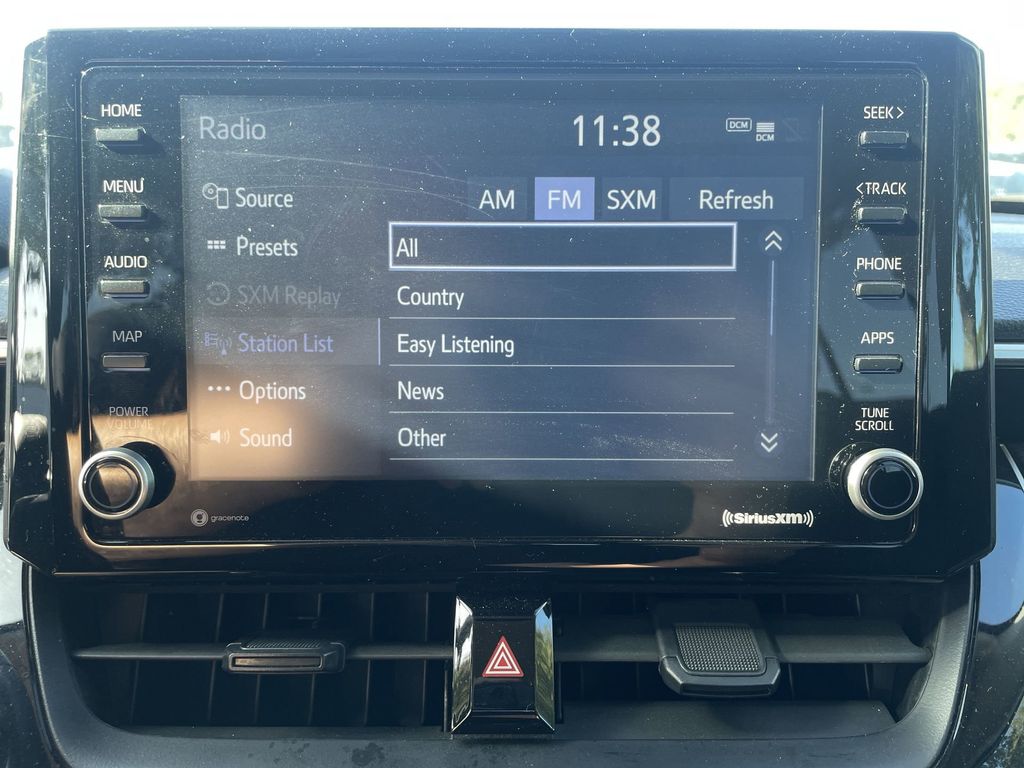 HOME
MENU
AUDIO
MAP
POWER
VOLUME
Radio
11:38
DCM
DCM
Source
Presets
SXM Replay
Station List
Options
Sound
AM FM SXM Refresh
All
Country
Easy Listening
News
Other
SEEK >
< TRACK
PHONE
APPS
TUNE
SCROLL
gracenote
((SiriusXM))